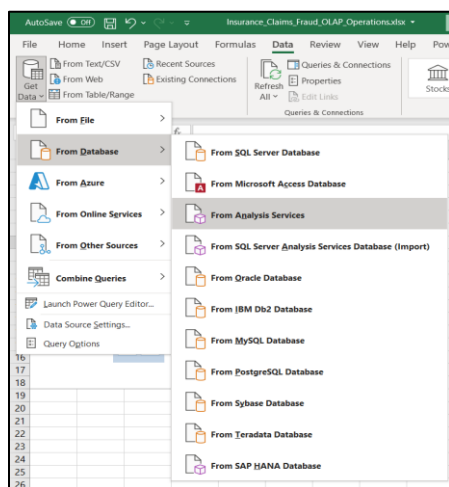 AutoSave Off Insurance_Claims_Fraud_OLAP_Operations.xlsx
File Home Insert Page Layout Formulas Data Review View Help Pow
Get Data
From Text/CSV
From Web
From Table/Range
Recent Sources
Existing Connections
Refresh All
Queries & Connections
Properties
Edit Links
Queries & Connections
Stocks
From File
From Database
From Azure
From Online Services
From Other Sources
Combine Queries
Launch Power Query Editor...
Data Source Settings...
Query Options
From SQL Server Database
From Microsoft Access Database
From Analysis Services
From SQL Server Analysis Services Database (Import)
From Oracle Database
From IBM Db2 Database
From MySQL Database
From PostgreSQL Database
From Sybase Database
From Teradata Database
From SAP HANA Database
16
17
18
19
20
21
22
23
24
25
26